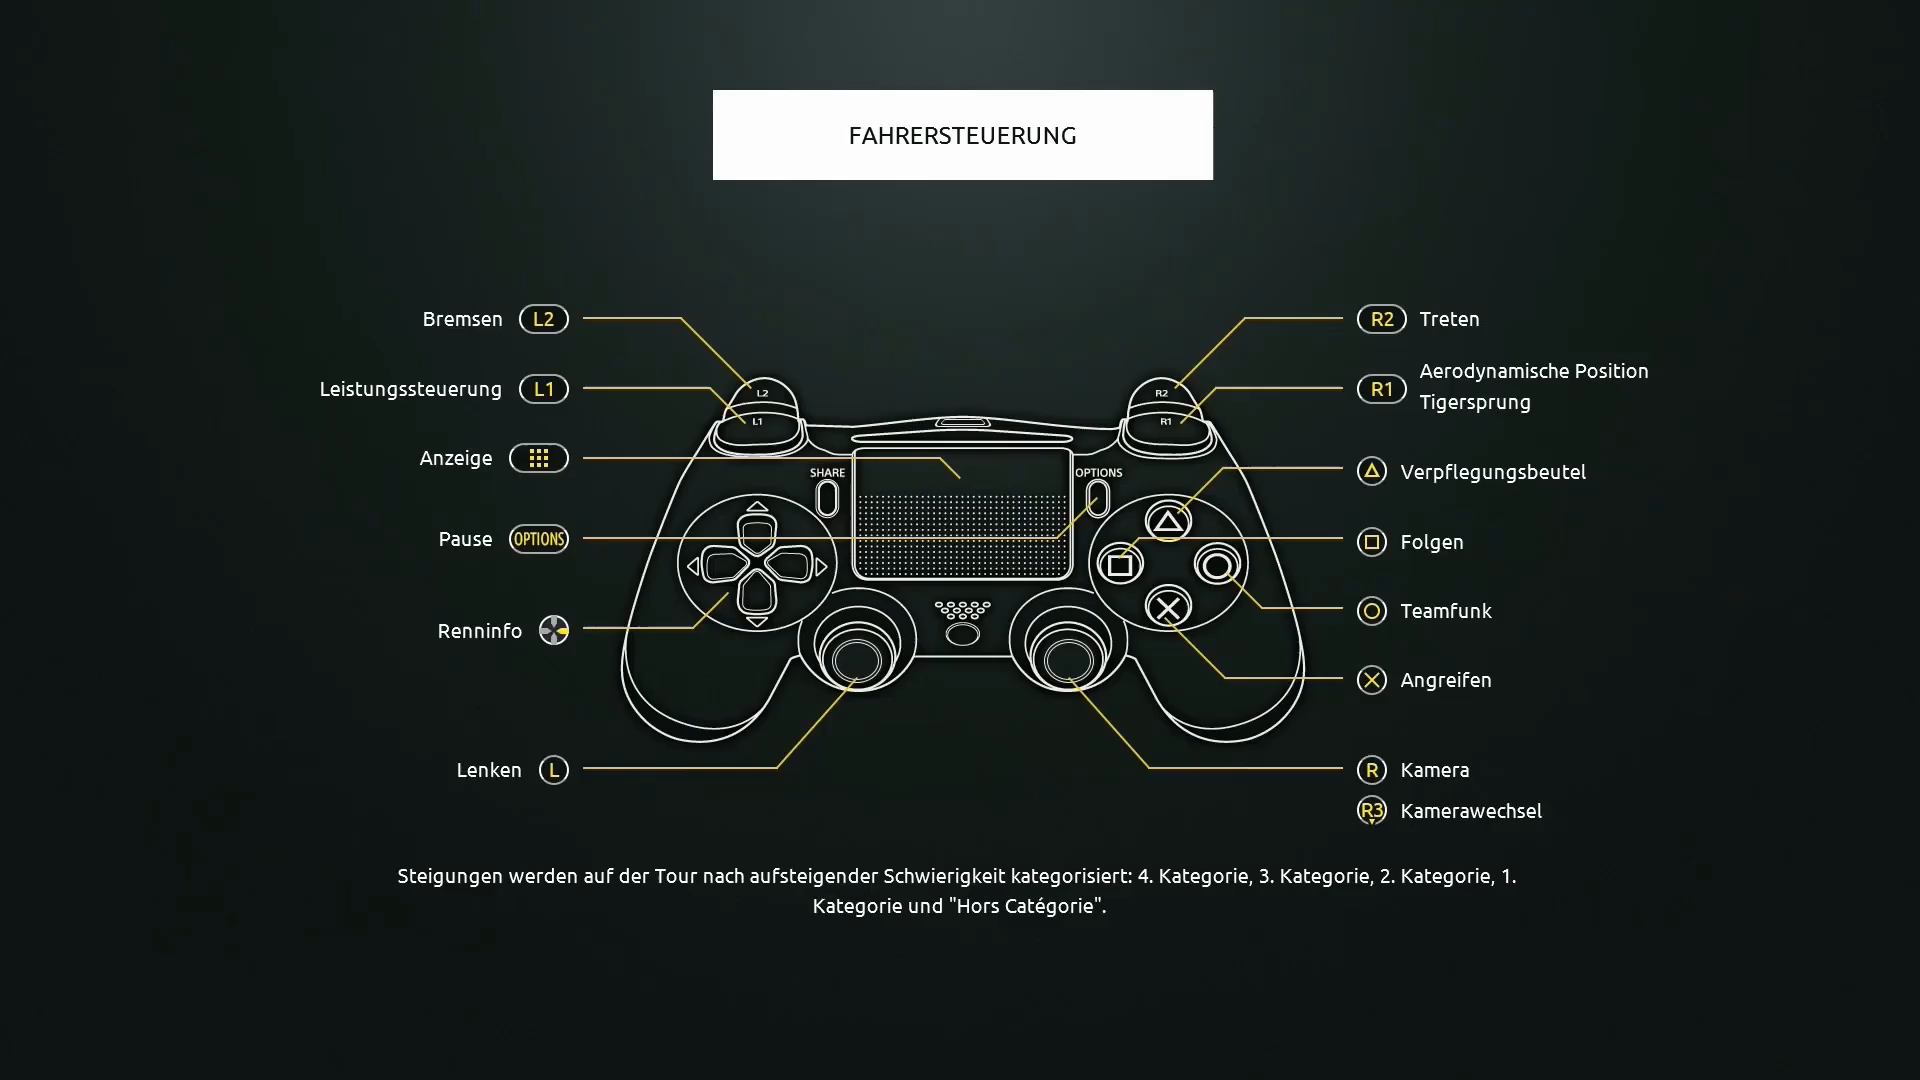 FAHRERSTEUERUNG
Bremsen L2
Leistungssteuerung L1
Anzeige
Pause OPTIONS
Renninfo
Lenken L
L2
L1
SHARE
OPTIONS
R2
R1
R2 Treten
R1 Aerodynamische Position
Tigersprung
Verpflegungsbeutel
Folgen
Teamfunk
Angreifen
R Kamera
R3 Kamerawechsel
Steigungen werden auf der Tour nach aufsteigender Schwierigkeit kategorisiert: 4. Kategorie, 3. Kategorie, 2. Kategorie, 1.
Kategorie und "Hors Catégorie".